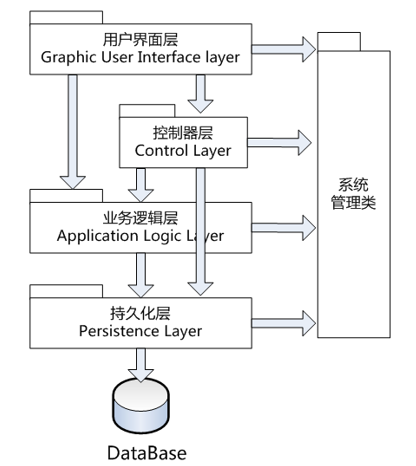 用户界面层
Graphic User Interface layer
控制器层
Control Layer
系统
管理类
业务逻辑层
Application Logic Layer
持久化层
Persistence Layer
DataBase